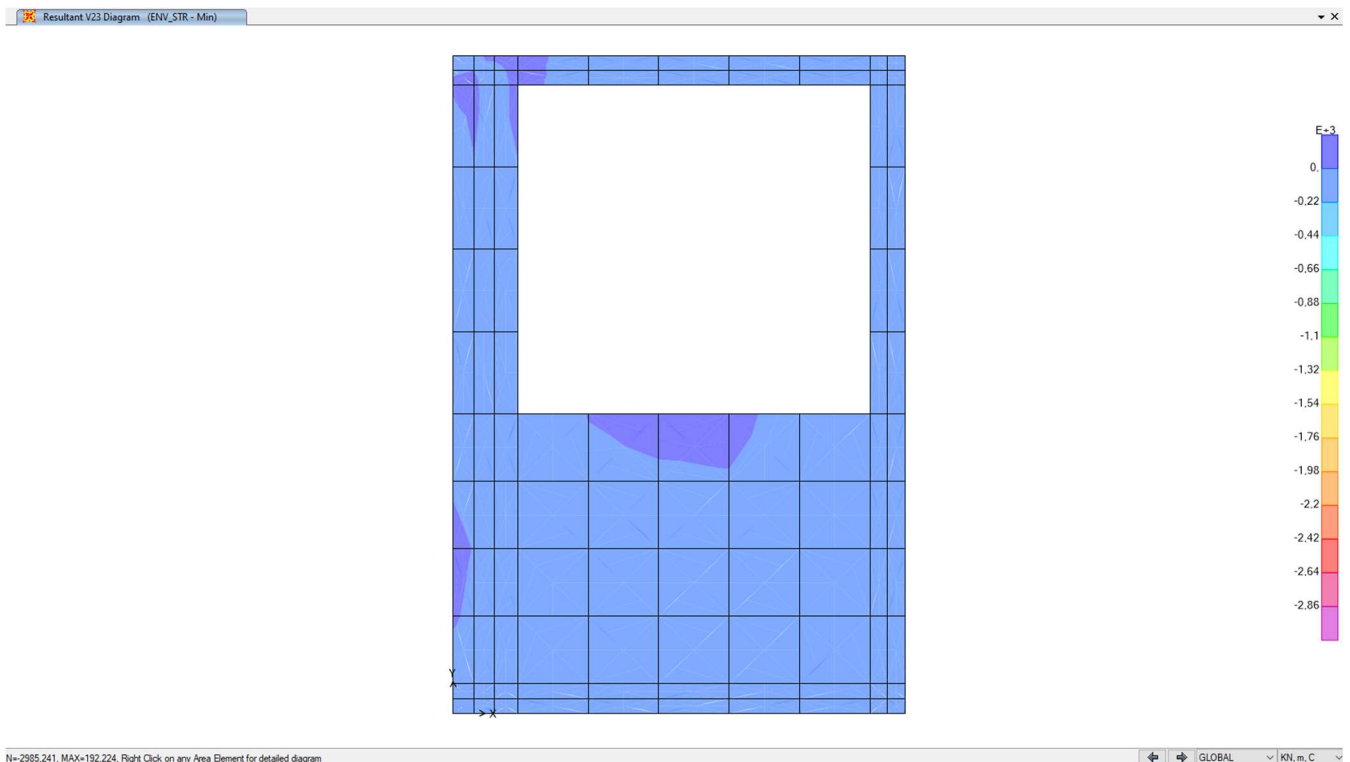 Resultant V23 Diagram (ENV_STR - Min)
E+3
0,
-0,22
-0,44
-0,66
-0,88
-1,1
-1,32
-1,54
-1,76
-1,98
-2,2
-2,42
-2,64
-2,86
Y
X
N=-2985.241, MAX=192.224, Right Click on any Area Element for detailed diagram
GLOBAL
KN, m, C